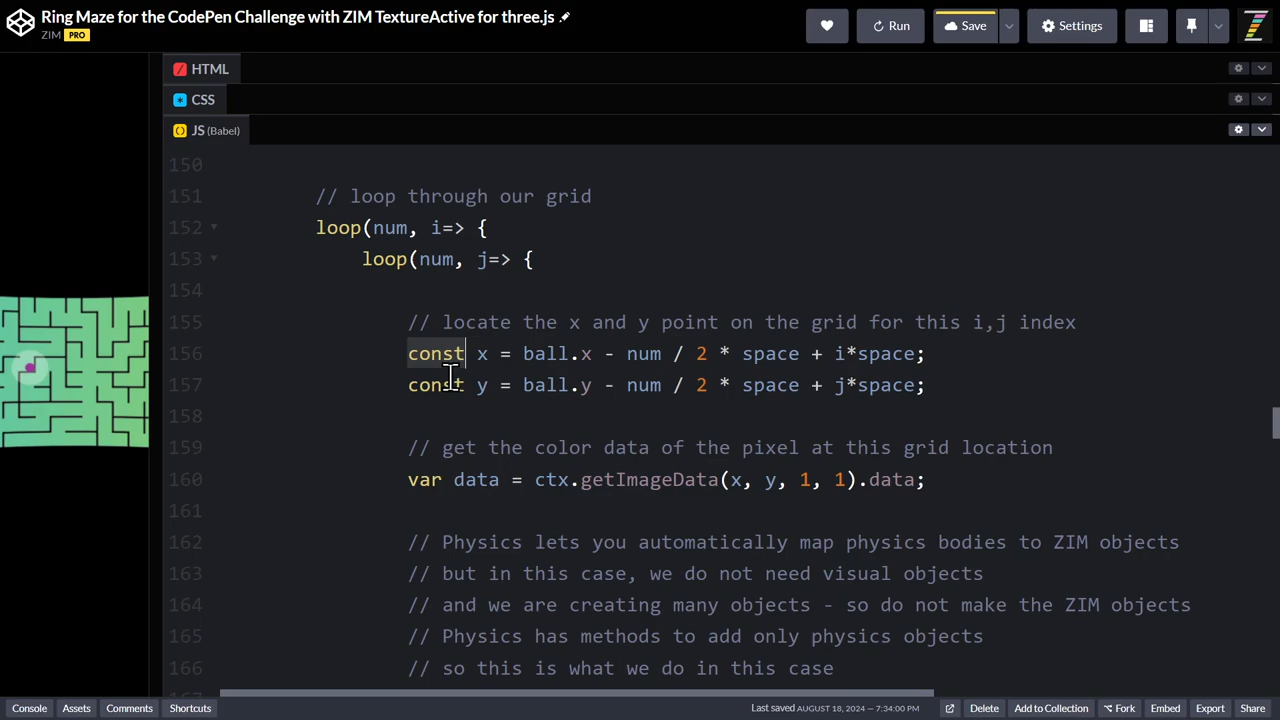 Ring Maze for the CodePen Challenge with ZIM TextureActive for three.js
ZIM PRO
Run
Save
Settings
HTML
CSS
JS (Babel)
150
151 // loop through our grid
152 loop(num, i=> {
153 loop(num, j=> {
154
155 // locate the x and y point on the grid for this i,j index
156 const x = ball.x - num / 2 * space + i*space;
157 const y = ball.y - num / 2 * space + j*space;
158
159 // get the color data of the pixel at this grid location
160 var data = ctx.getImageData(x, y, 1, 1).data;
161
162 // Physics lets you automatically map physics bodies to ZIM objects
163 // but in this case, we do not need visual objects
164 // and we are creating many objects - so do not make the ZIM objects
165 // Physics has methods to add only physics objects
166 // so this is what we do in this case
Console Assets Comments Shortcuts Last saved AUGUST 18, 2024 — 7:34:00 PM Delete Add to Collection Fork Embed Export Share